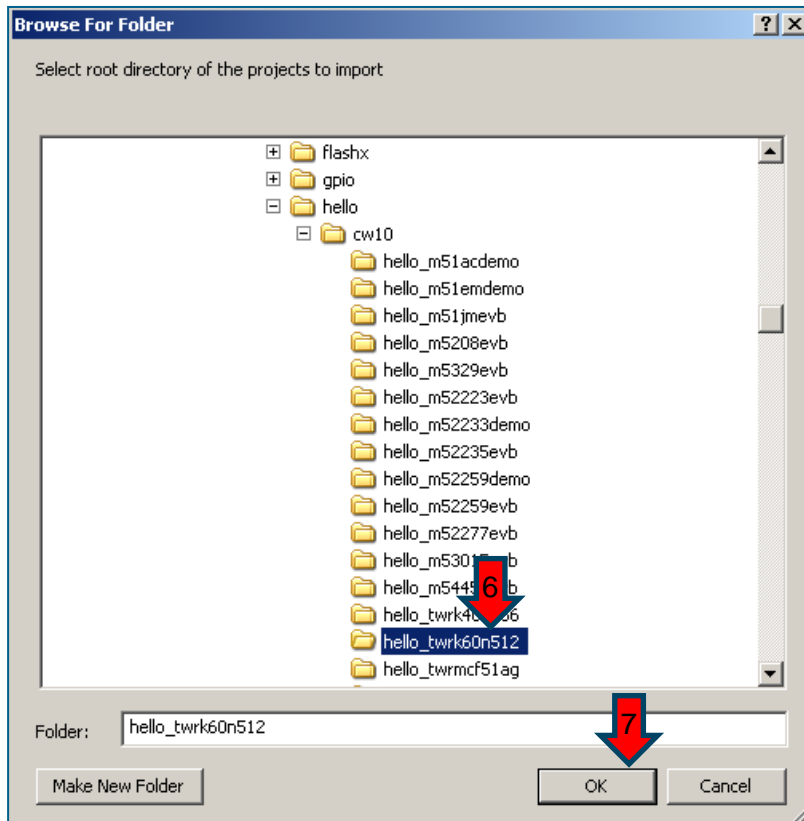 Browse For Folder
Select root directory of the projects to import
flashx
gpio
hello
cw10
hello_m51acdemo
hello_m51emdemo
hello_m51jmevb
hello_m5208evb
hello_m5329evb
hello_m52223evb
hello_m52233demo
hello_m52235evb
hello_m52259demo
hello_m52259evb
hello_m52277evb
6
hello_twrk60n512
hello_twrmcf51ag
Folder: hello_twrk60n512
7
Make New Folder OK Cancel